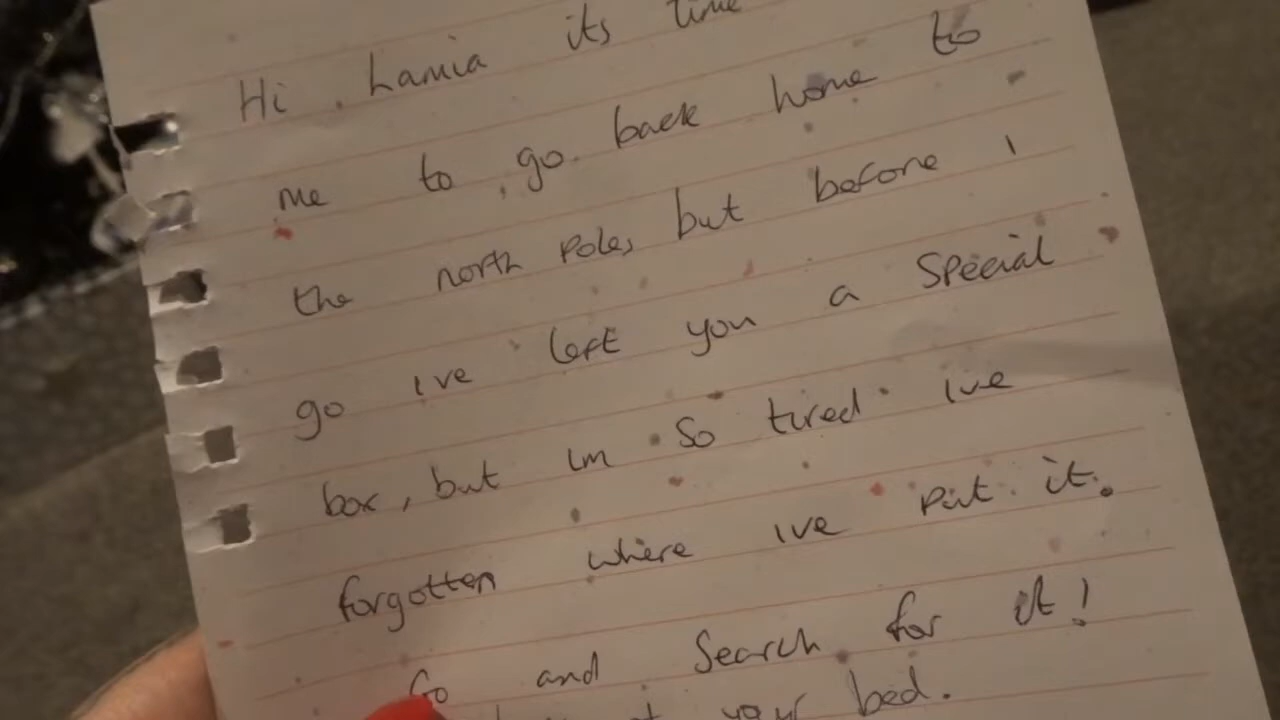 Hi Lamia its time
me to go back home to
the north Poles but before I
go Ive left you a Special
box, but im so tired Ive
forgotten where ive put it.
Go and Search for it!
your bed.